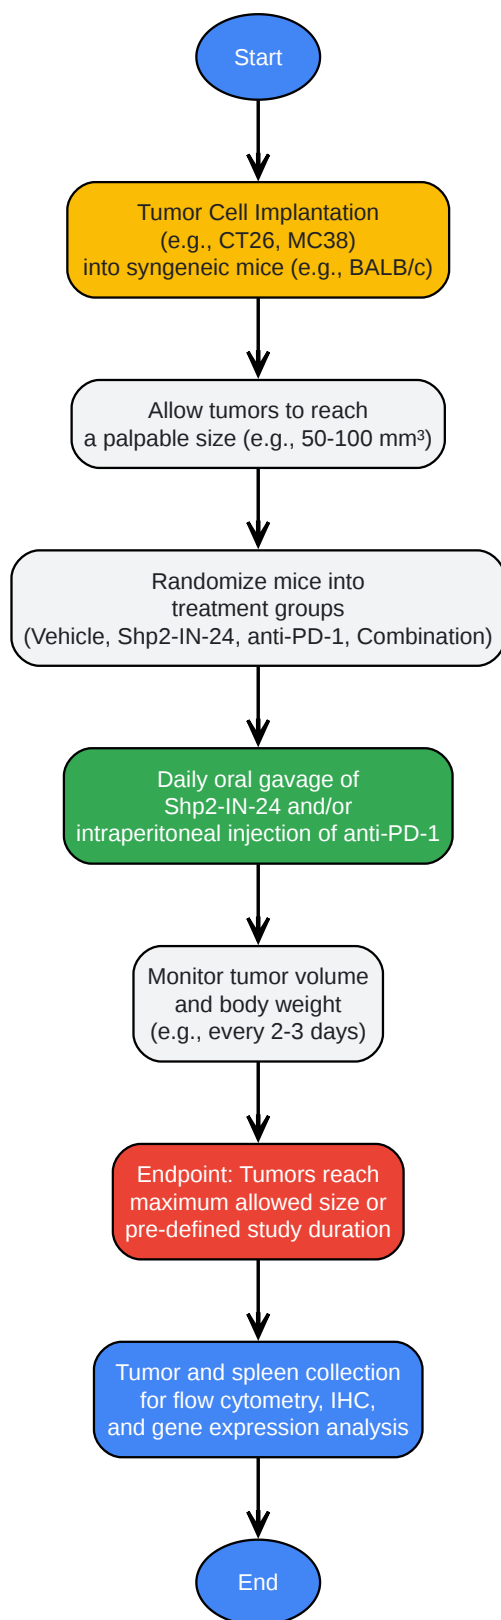 Start
Tumor Cell Implantation
(e.g., CT26, MC38)
into syngeneic mice (e.g., BALB/c)
Allow tumors to reach
a palpable size (e.g., 50-100 mm³)
Randomize mice into
treatment groups
(Vehicle, Shp2-IN-24, anti-PD-1, Combination)
Daily oral gavage of
Shp2-IN-24 and/or
intraperitoneal injection of anti-PD-1
Monitor tumor volume
and body weight
(e.g., every 2-3 days)
Endpoint: Tumors reach
maximum allowed size or
pre-defined study duration
Tumor and spleen collection
for flow cytometry, IHC,
and gene expression analysis
End